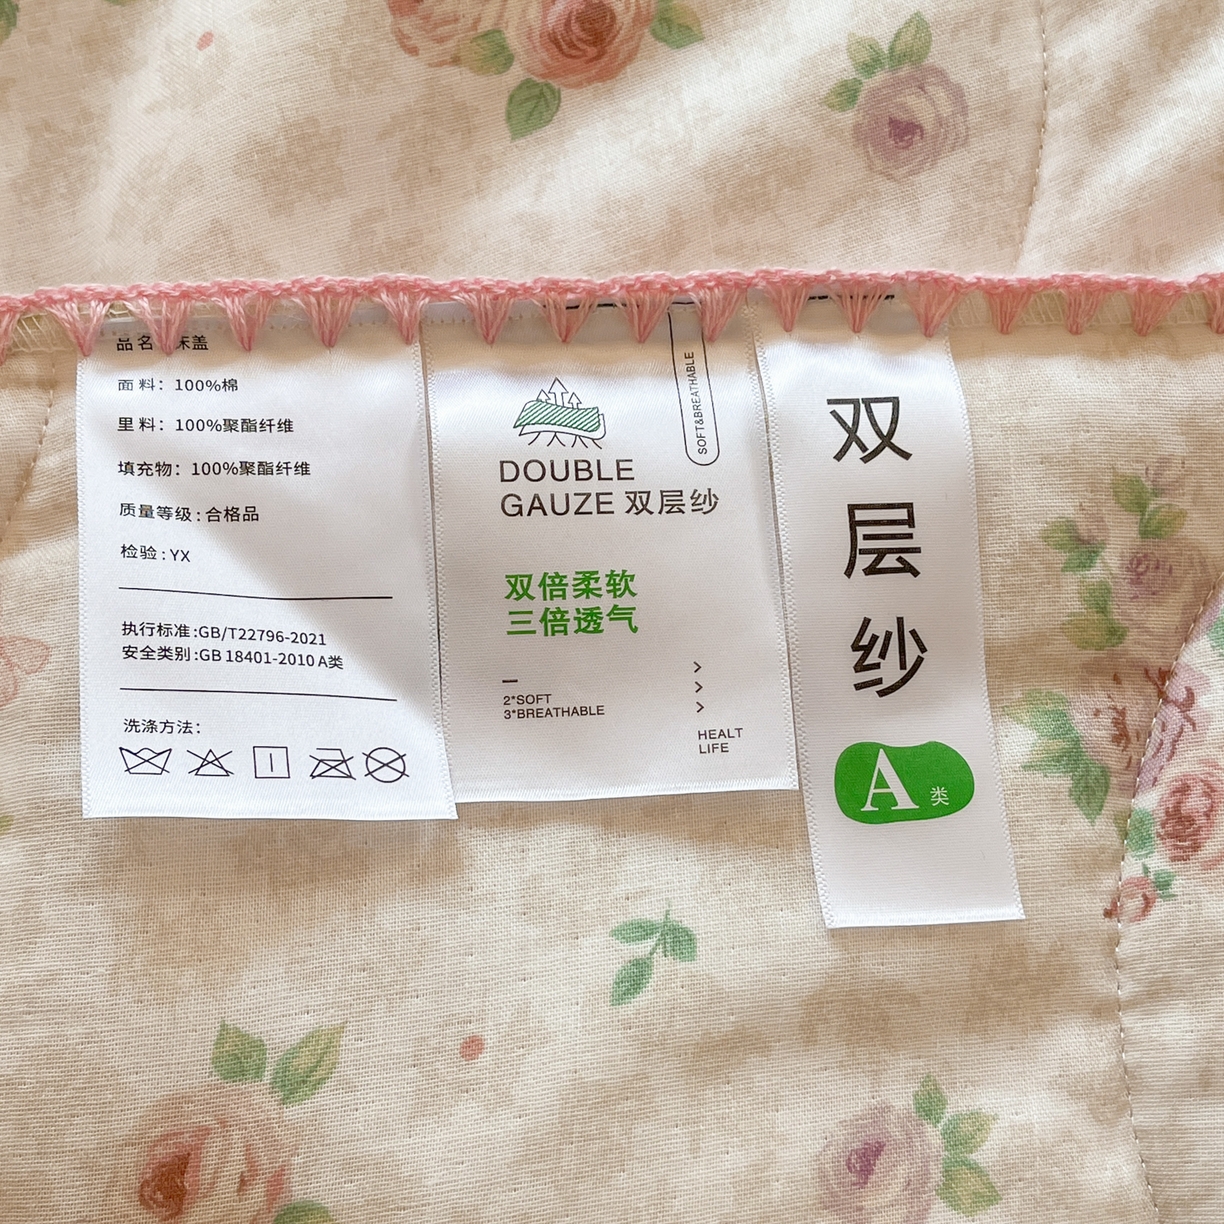 品名 床盖
面料：100%棉
里料：100%聚酯纤维
填充物：100%聚酯纤维
质量等级：合格品
检验：YX
执行标准：GB/T22796-2021
安全类别：GB 18401-2010 A类
洗涤方法：
SOFT&BREATHABLE
DOUBLE
GAUZE 双层纱
双倍柔软
三倍透气
2*SOFT
3*BREATHABLE
HEALT
LIFE
双
层
纱
A类